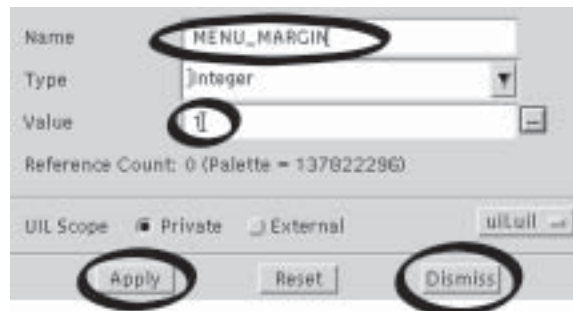 Name MENU_MARGIN
Type Integer
Value 1
Reference Count: 0 (Palette = 137822296)
UIL Scope Private External uil.uil
Apply Reset Dismiss